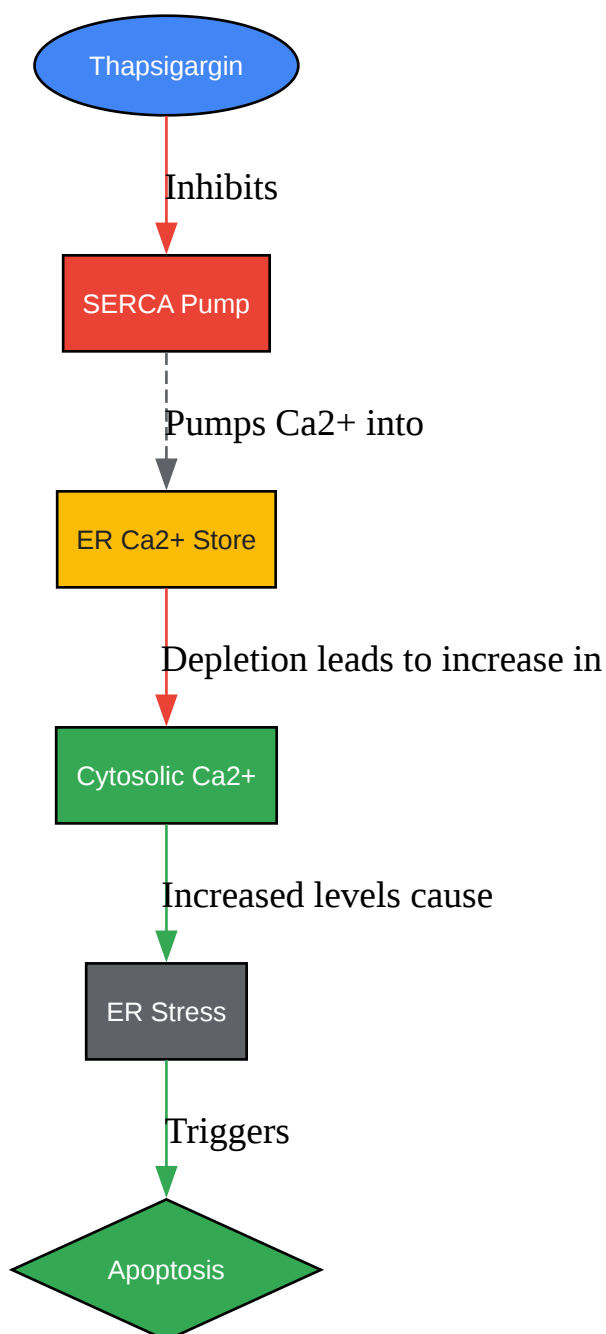 Thapsigargin
Inhibits
SERCA Pump
Pumps Ca2+ into
ER Ca2+ Store
Depletion leads to increase in
Cytosolic Ca2+
Increased levels cause
ER Stress
Triggers
Apoptosis